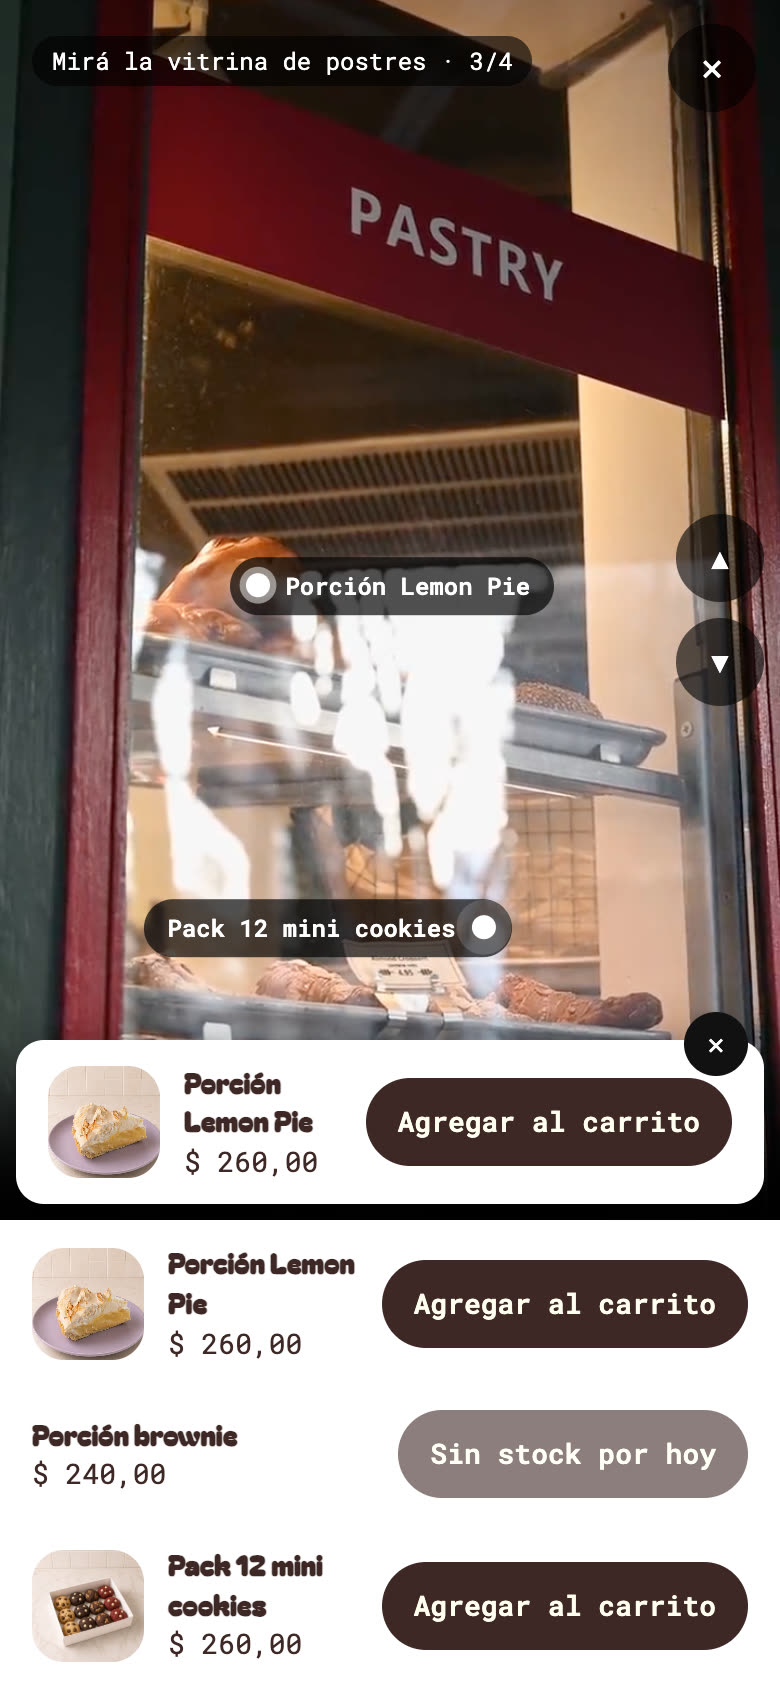 Mirá la vitrina de postres · 3/4
×
PASTRY
▲
Porción Lemon Pie
▼
Pack 12 mini cookies
4.95
×
Porción
Lemon Pie
$ 260,00
Agregar al carrito
Porción Lemon
Pie
$ 260,00
Agregar al carrito
Porción brownie
$ 240,00
Sin stock por hoy
Pack 12 mini
cookies
$ 260,00
Agregar al carrito